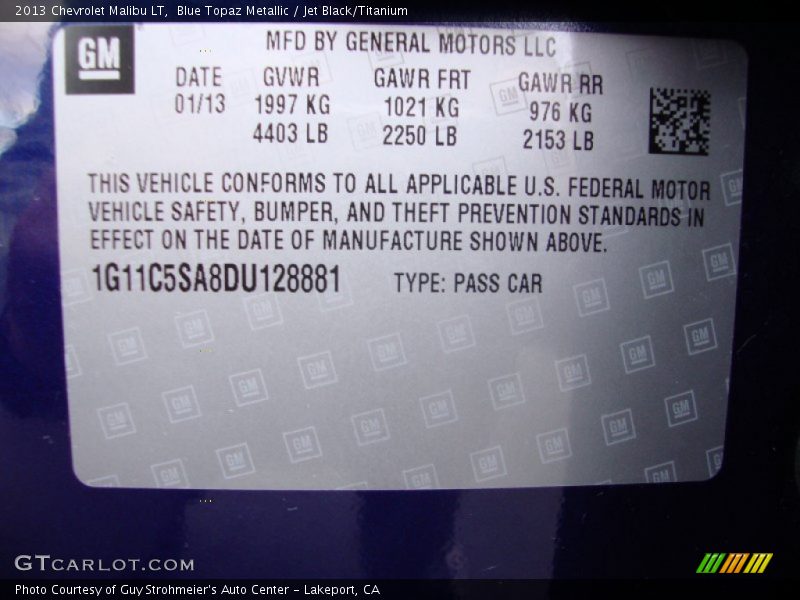 2013 Chevrolet Malibu LT,  Blue Topaz Metallic / Jet Black/Titanium
GM
MFD BY GENERAL MOTORS LLC
DATE GVWR GAWR FRT GAWR RR
01/13 1997 KG 1021 KG 976 KG
4403 LB 2250 LB 2153 LB
THIS VEHICLE CONFORMS TO ALL APPLICABLE U.S. FEDERAL MOTOR
VEHICLE SAFETY, BUMPER, AND THEFT PREVENTION STANDARDS IN
EFFECT ON THE DATE OF MANUFACTURE SHOWN ABOVE.
1G11C5SA8DU128881 TYPE: PASS CAR
GTCARLOT.COM
Photo Courtesy of Guy Strohmeier's Auto Center - Lakeport, CA